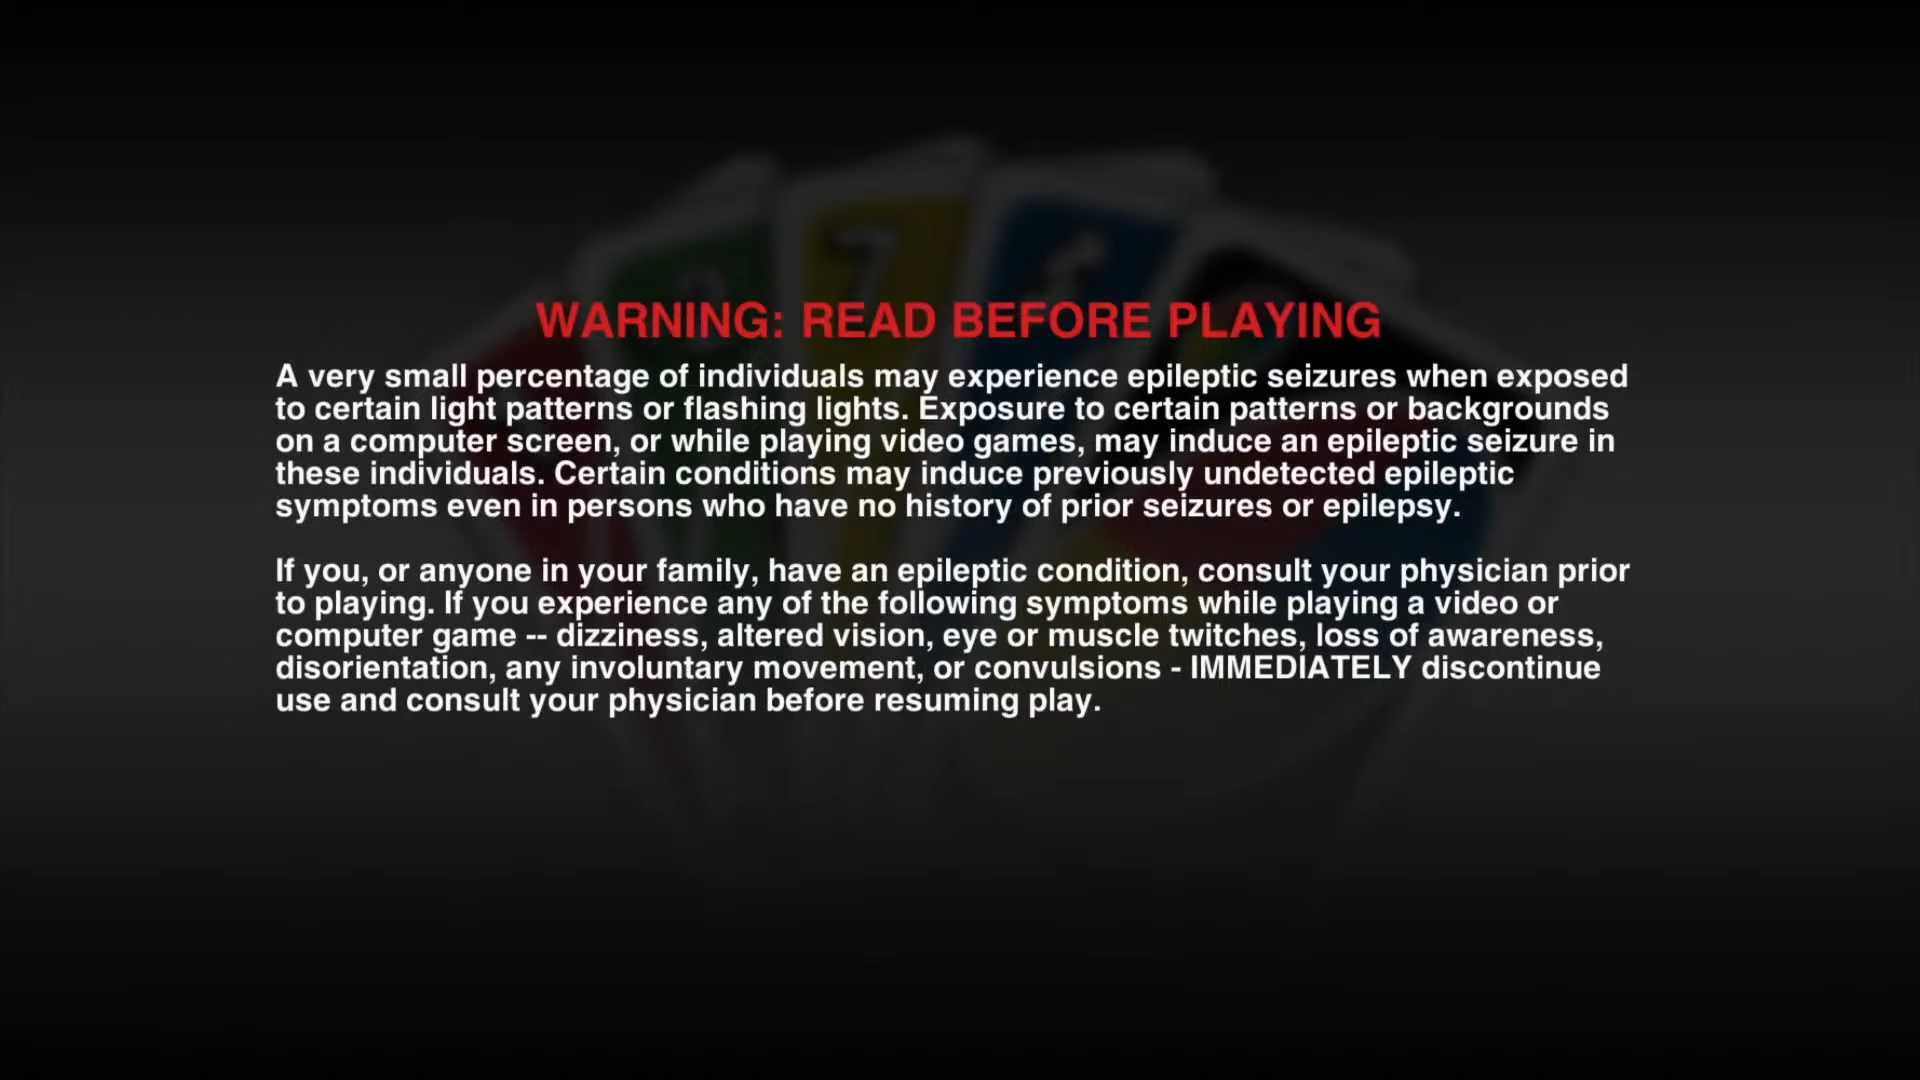 WARNING: READ BEFORE PLAYING
A very small percentage of individuals may experience epileptic seizures when exposed
to certain light patterns or flashing lights. Exposure to certain patterns or backgrounds
on a computer screen, or while playing video games, may induce an epileptic seizure in
these individuals. Certain conditions may induce previously undetected epileptic
symptoms even in persons who have no history of prior seizures or epilepsy.
If you, or anyone in your family, have an epileptic condition, consult your physician prior
to playing. If you experience any of the following symptoms while playing a video or
computer game -- dizziness, altered vision, eye or muscle twitches, loss of awareness,
disorientation, any involuntary movement, or convulsions - IMMEDIATELY discontinue
use and consult your physician before resuming play.